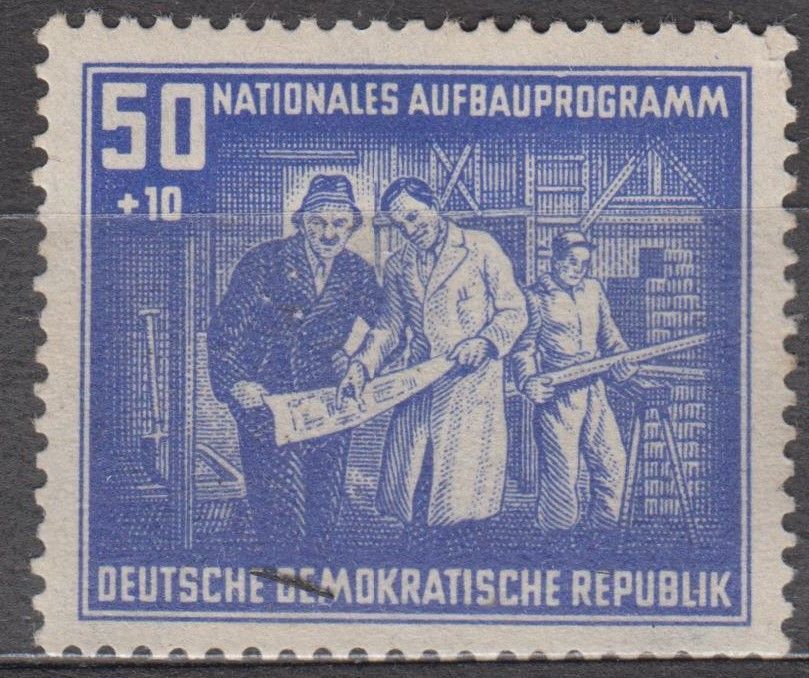 50 NATIONALES AUFBAUPROGRAMM
+10
DEUTSCHE DEMOKRATISCHE REPUBLIK